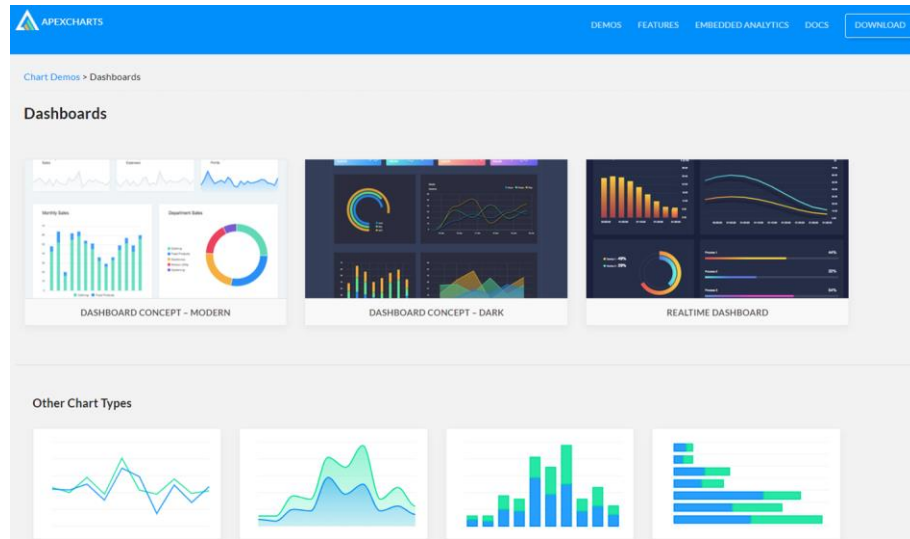 APEXCHARTS
DEMOS FEATURES EMBEDDED ANALYTICS DOCS DOWNLOAD
Chart Demos > Dashboards
Dashboards
Monthly Sales
Department Sales
DASHBOARD CONCEPT – MODERN
DASHBOARD CONCEPT – DARK
REALTIME DASHBOARD
Other Chart Types